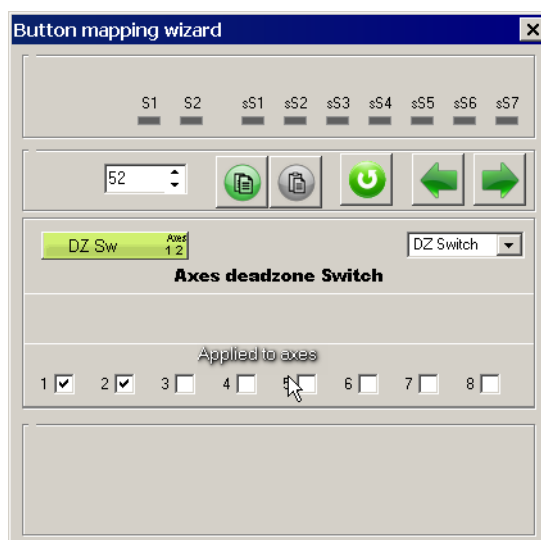 Button mapping wizard
S1 S2 sS1 sS2 sS3 sS4 sS5 sS6 sS7
52
DZ Sw Axes 1 2 DZ Switch
Axes deadzone Switch
Applied to axes
1 2 3 4 5 6 7 8